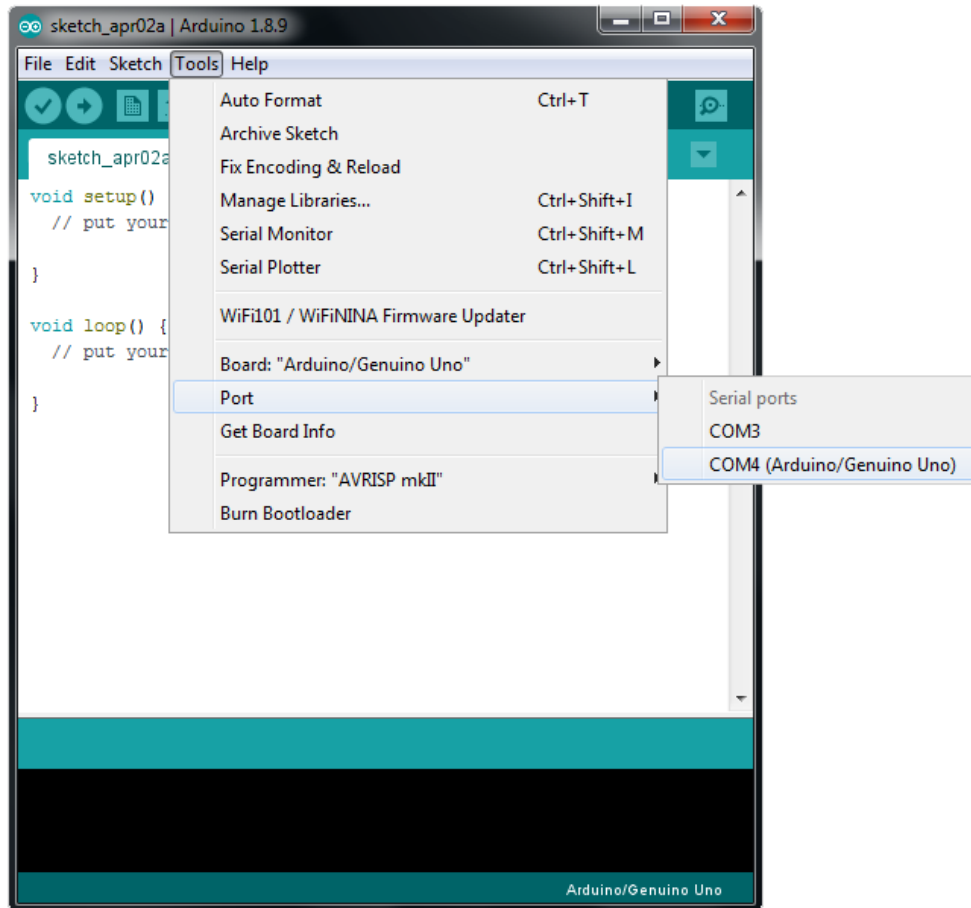 sketch_apr02a | Arduino 1.8.9
File Edit Sketch Tools Help
Auto Format Ctrl+T
Archive Sketch
sketch_apr02a
Fix Encoding & Reload
void setup()
Manage Libraries... Ctrl+Shift+I
// put your
Serial Monitor Ctrl+Shift+M
Serial Plotter Ctrl+Shift+L
}
WiFi101 / WiFiNINA Firmware Updater
void loop() {
// put your
Board: "Arduino/Genuino Uno"
Port
Serial ports
}
Get Board Info
COM3
COM4 (Arduino/Genuino Uno)
Programmer: "AVRISP mkII"
Burn Bootloader
Arduino/Genuino Uno